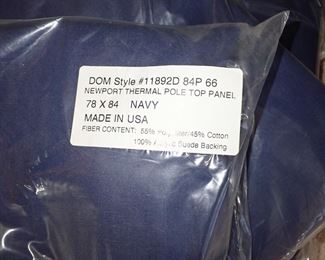 DOM Style #11892D 84P 66
NEWPORT THERMAL POLE TOP PANEL
78 X 84 NAVY
MADE IN USA
FIBER CONTENT: 55% Polyester/45% Cotton
100% Suede Backing